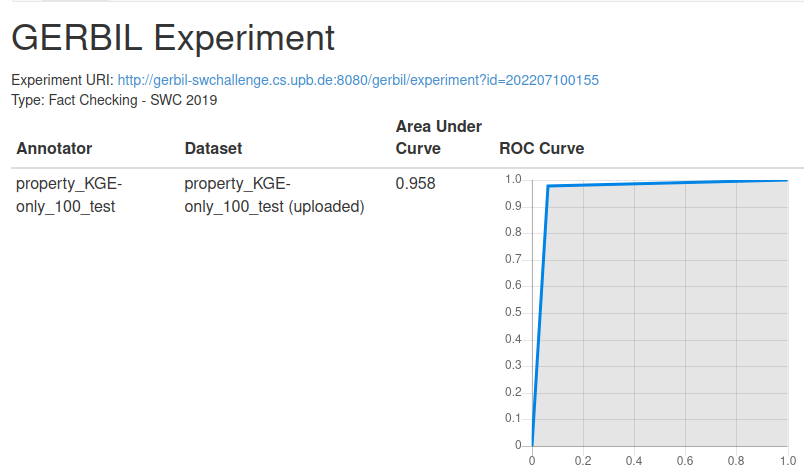 GERBIL Experiment
Experiment URI: http://gerbil-swchallenge.cs.upb.de:8080/gerbil/experiment?id=202207100155
Type: Fact Checking - SWC 2019
Annotator Dataset Area Under Curve ROC Curve
property_KGE-only_100_test property_KGE-only_100_test (uploaded) 0.958
1.0
0.9
0.8
0.7
0.6
0.5
0.4
0.3
0.2
0.1
0
0 0.2 0.4 0.6 0.8 1.0